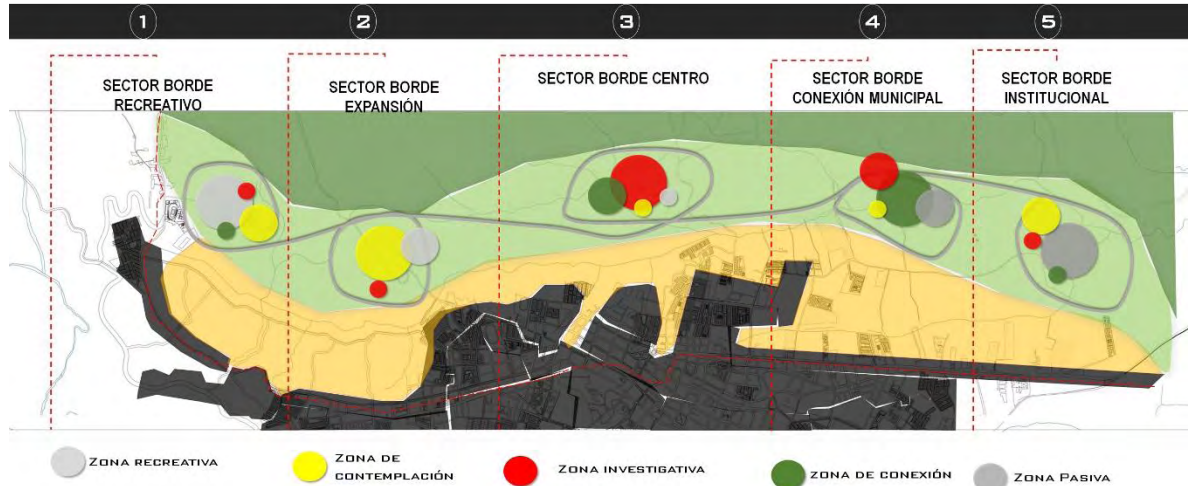 1
2
3
4
5
SECTOR BORDE
RECREATIVO
SECTOR BORDE
EXPANSIÓN
SECTOR BORDE CENTRO
SECTOR BORDE
CONEXIÓN MUNICIPAL
SECTOR BORDE
INSTITUCIONAL
ZONA RECREATIVA
ZONA DE
CONTEMPLACIÓN
ZONA INVESTIGATIVA
ZONA DE CONEXIÓN
ZONA PASIVA